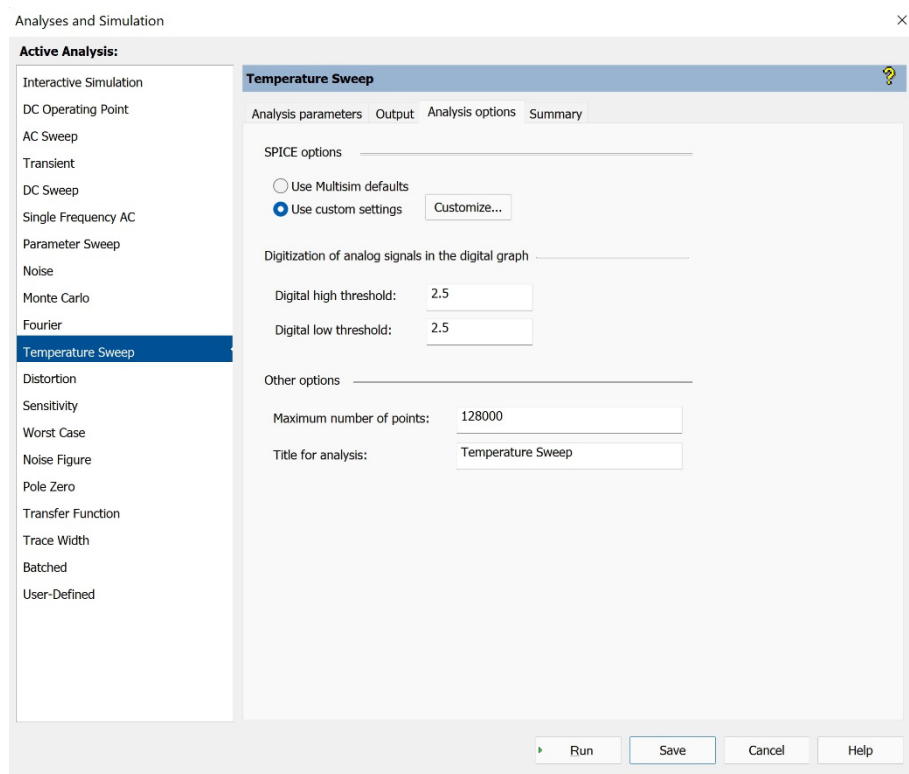 Analyses and Simulation
Active Analysis:
Interactive Simulation
DC Operating Point
AC Sweep
Transient
DC Sweep
Single Frequency AC
Parameter Sweep
Noise
Monte Carlo
Fourier
Temperature Sweep
Distortion
Sensitivity
Worst Case
Noise Figure
Pole Zero
Transfer Function
Trace Width
Batched
User-Defined
Temperature Sweep
?
Analysis parameters Output Analysis options Summary
SPICE options
Use Multisim defaults
Use custom settings Customize...
Digitization of analog signals in the digital graph
Digital high threshold: 2.5
Digital low threshold: 2.5
Other options
Maximum number of points: 128000
Title for analysis: Temperature Sweep
Run Save Cancel Help